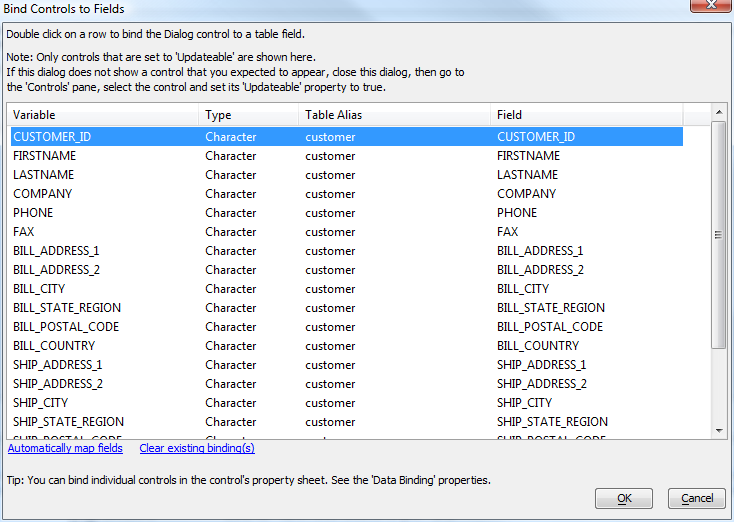 Bind Controls to Fields
Double click on a row to bind the Dialog control to a table field.
Note: Only controls that are set to 'Updateable' are shown here.
If this dialog does not show a control that you expected to appear, close this dialog, then go to
the 'Controls' pane, select the control and set its 'Updateable' property to true.
Variable Type Table Alias Field
CUSTOMER_ID Character customer CUSTOMER_ID
FIRSTNAME Character customer FIRSTNAME
LASTNAME Character customer LASTNAME
COMPANY Character customer COMPANY
PHONE Character customer PHONE
FAX Character customer FAX
BILL_ADDRESS_1 Character customer BILL_ADDRESS_1
BILL_ADDRESS_2 Character customer BILL_ADDRESS_2
BILL_CITY Character customer BILL_CITY
BILL_STATE_REGION Character customer BILL_STATE_REGION
BILL_POSTAL_CODE Character customer BILL_POSTAL_CODE
BILL_COUNTRY Character customer BILL_COUNTRY
SHIP_ADDRESS_1 Character customer SHIP_ADDRESS_1
SHIP_ADDRESS_2 Character customer SHIP_ADDRESS_2
SHIP_CITY Character customer SHIP_CITY
SHIP_STATE_REGION Character customer SHIP_STATE_REGION
SHIP_POSTAL_CODE Character customer SHIP_POSTAL_CODE
Automatically map fields Clear existing binding(s)
Tip: You can bind individual controls in the control's property sheet. See the 'Data Binding' properties.
OK Cancel